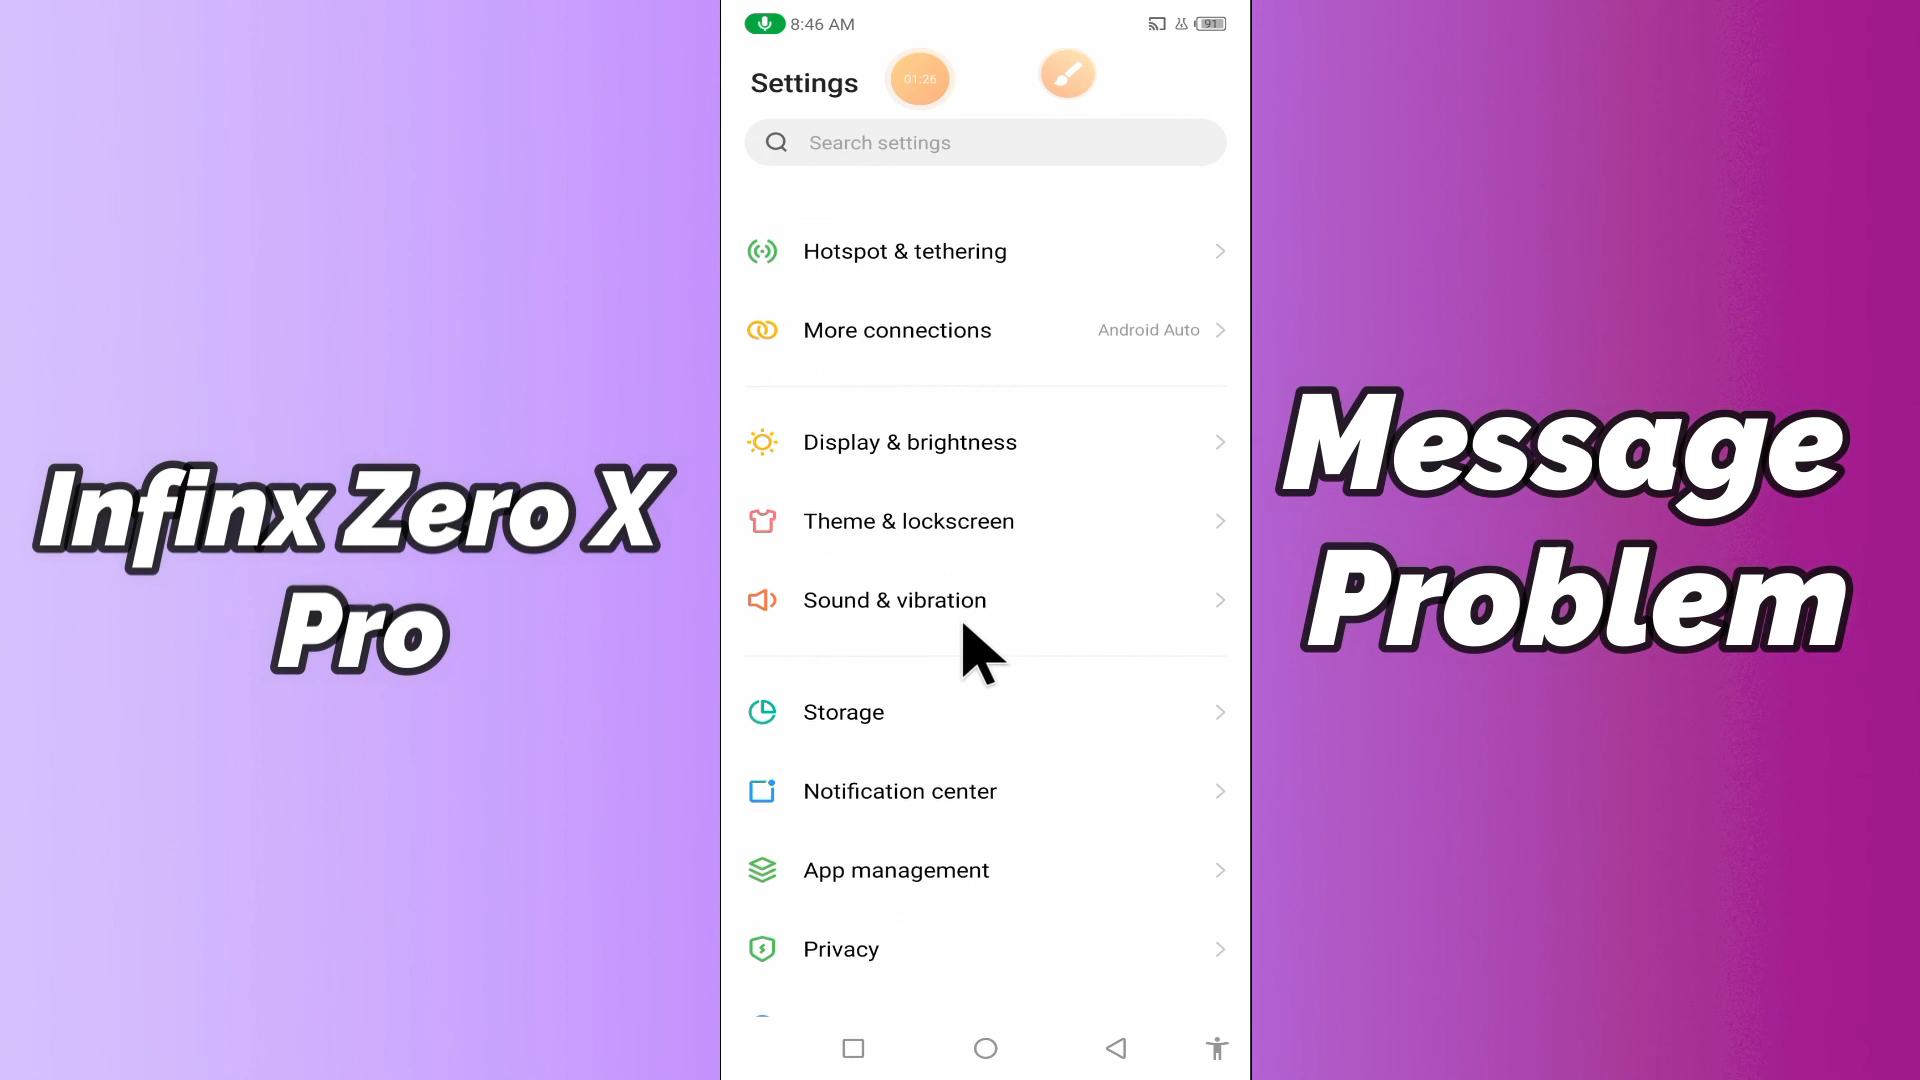 Infinx Zero X
Pro
8:46 AM
91
Settings
01:26
Search settings
Hotspot & tethering
More connections
Android Auto
Display & brightness
Theme & lockscreen
Sound & vibration
Storage
Notification center
App management
Privacy
Message
Problem